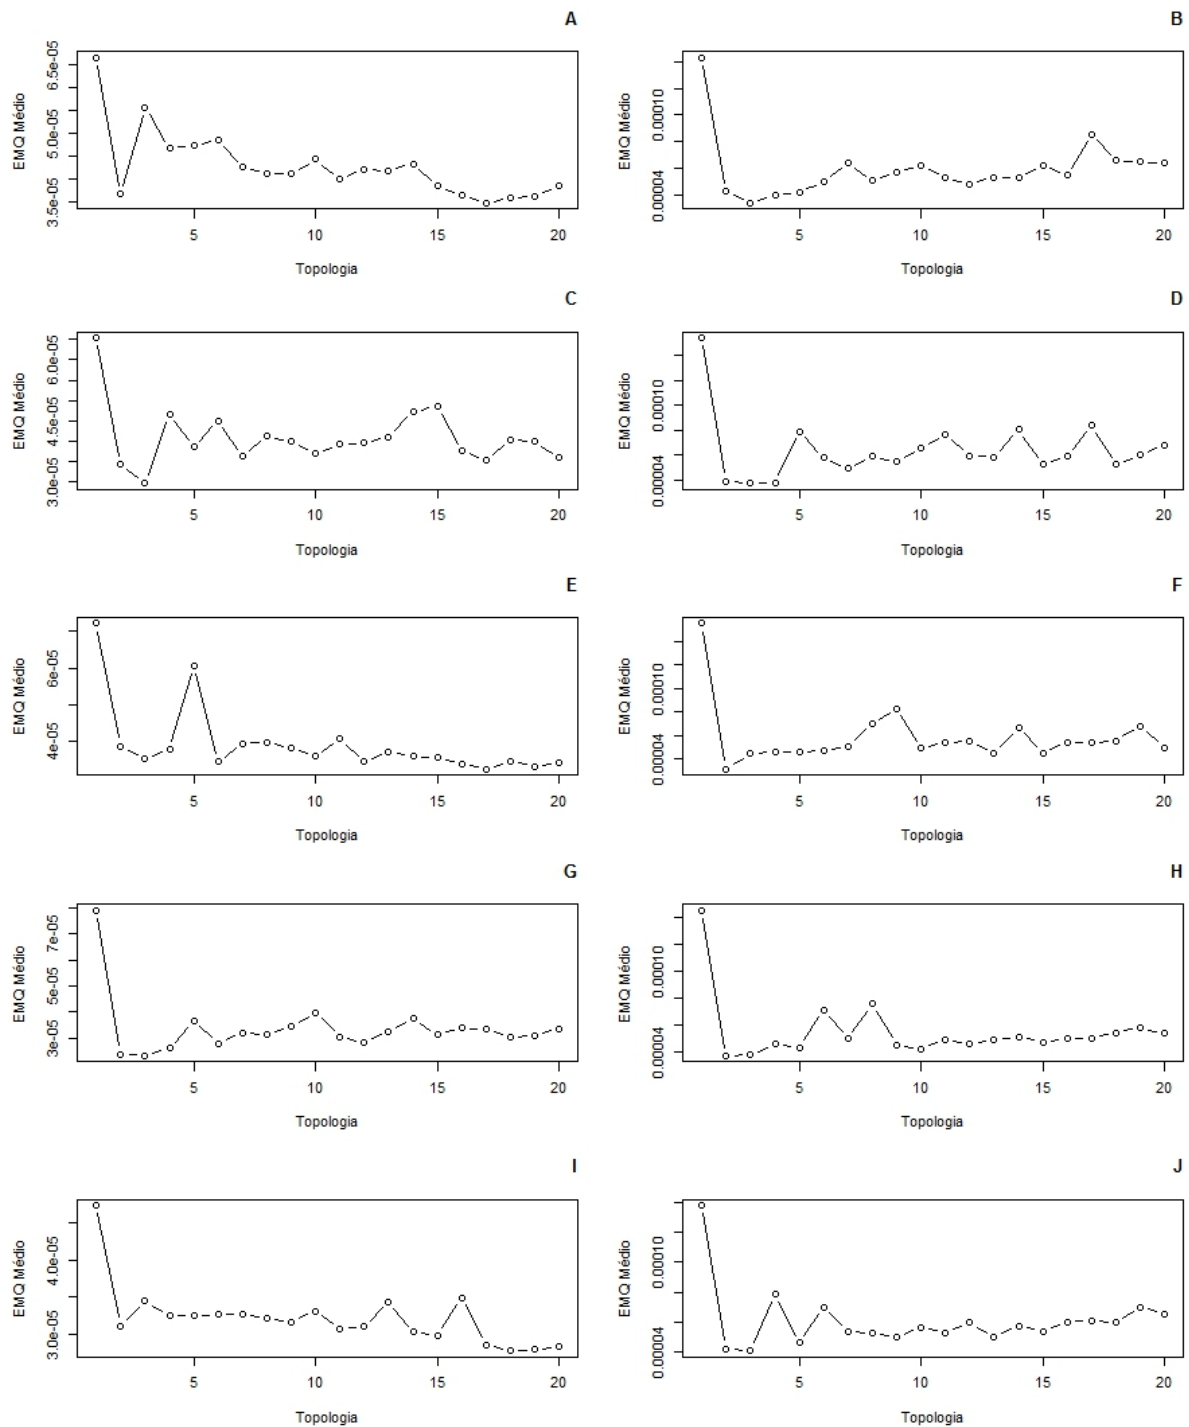 A
EMQ Médio
6.5e-05
5.0e-05
3.5e-05
5 10 15 20
Topologia
B
EMQ Médio
0.00010
0.00004
5 10 15 20
Topologia
C
EMQ Médio
6.0e-05
4.5e-05
3.0e-05
5 10 15 20
Topologia
D
EMQ Médio
0.00010
0.00004
5 10 15 20
Topologia
E
EMQ Médio
6e-05
4e-05
5 10 15 20
Topologia
F
EMQ Médio
0.00010
0.00004
5 10 15 20
Topologia
G
EMQ Médio
7e-05
5e-05
3e-05
5 10 15 20
Topologia
H
EMQ Médio
0.00010
0.00004
5 10 15 20
Topologia
I
EMQ Médio
4.0e-05
3.0e-05
5 10 15 20
Topologia
J
EMQ Médio
0.00010
0.00004
5 10 15 20
Topologia